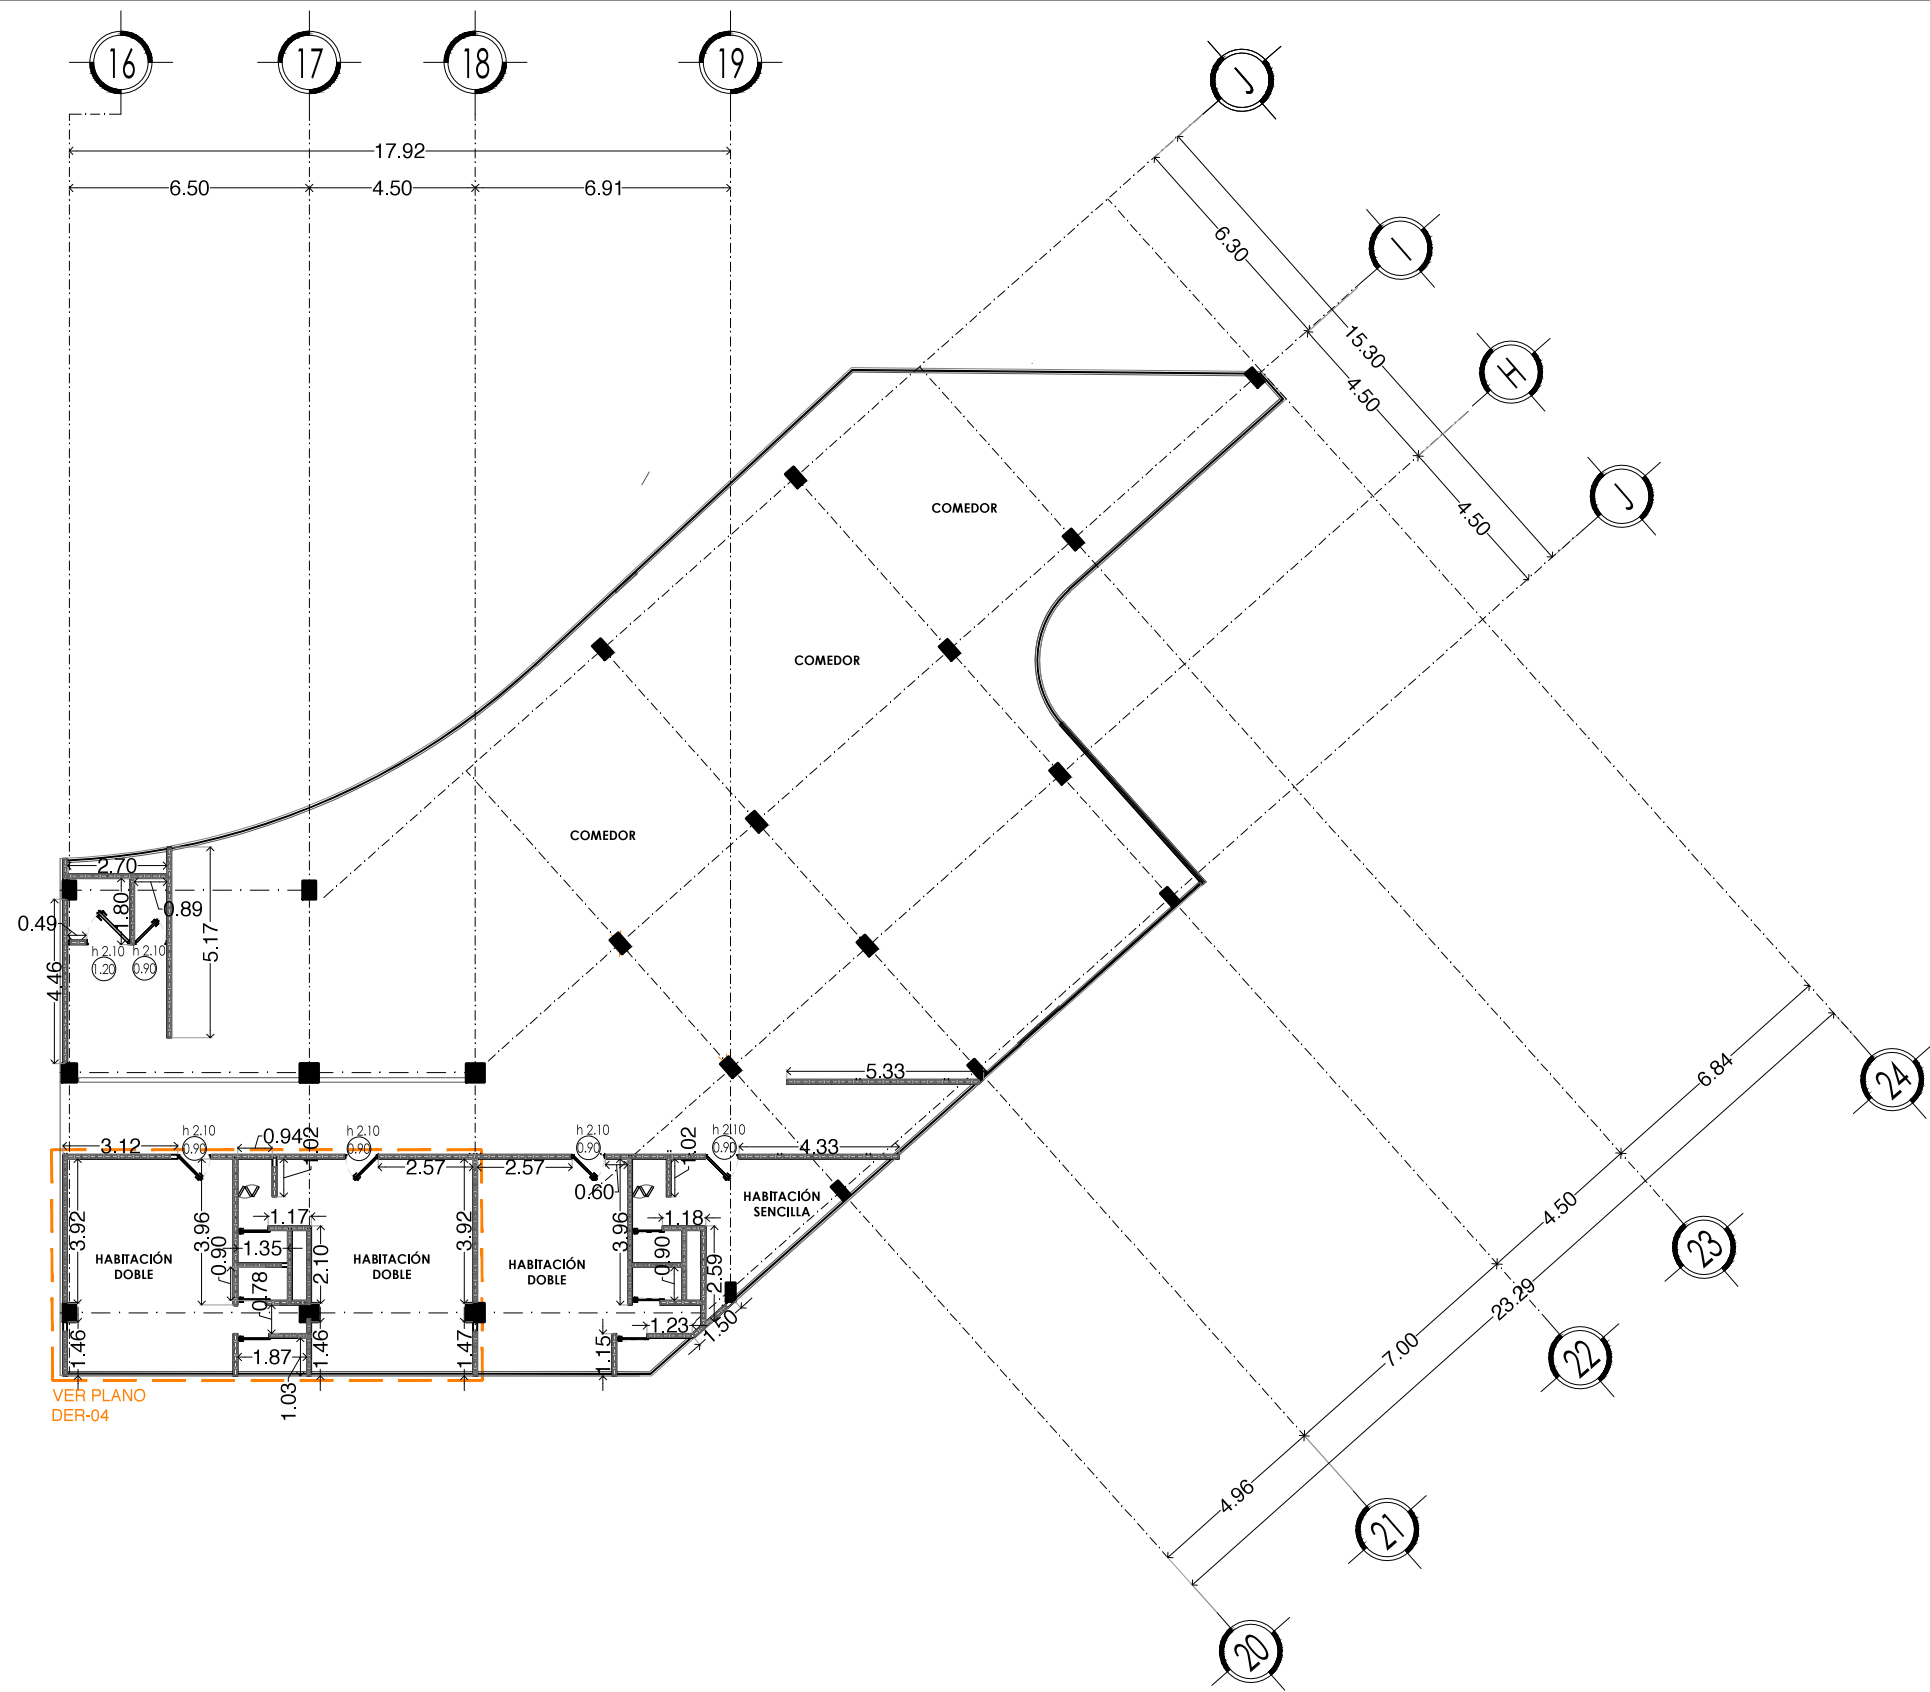 16
17
18
19
J
17.92
6.50
4.50
6.91
I
6.30
15.30
H
4.50
J
4.50
COMEDOR
COMEDOR
COMEDOR
2.70
1.80
0.89
0.49
5.17
4.46
h 2.10
1.20
h 2.10
0.90
5.33
6.84
24
3.12
h 2.10
0.90
0.94
1.02
h 2.10
0.90
2.57
2.57
h 2.10
0.90
0.60
1.02
h 2.10
0.90
4.33
HABITACIÓN
SENCILLA
3.92
3.96
1.17
3.92
3.96
1.18
0.90
1.35
2.10
0.90
2.59
HABITACIÓN
DOBLE
HABITACIÓN
DOBLE
HABITACIÓN
DOBLE
0.78
1.46
1.87
1.03
1.46
1.47
1.15
1.23
1.50
VER PLANO
DER-04
4.50
23
23.29
7.00
22
4.96
21
20